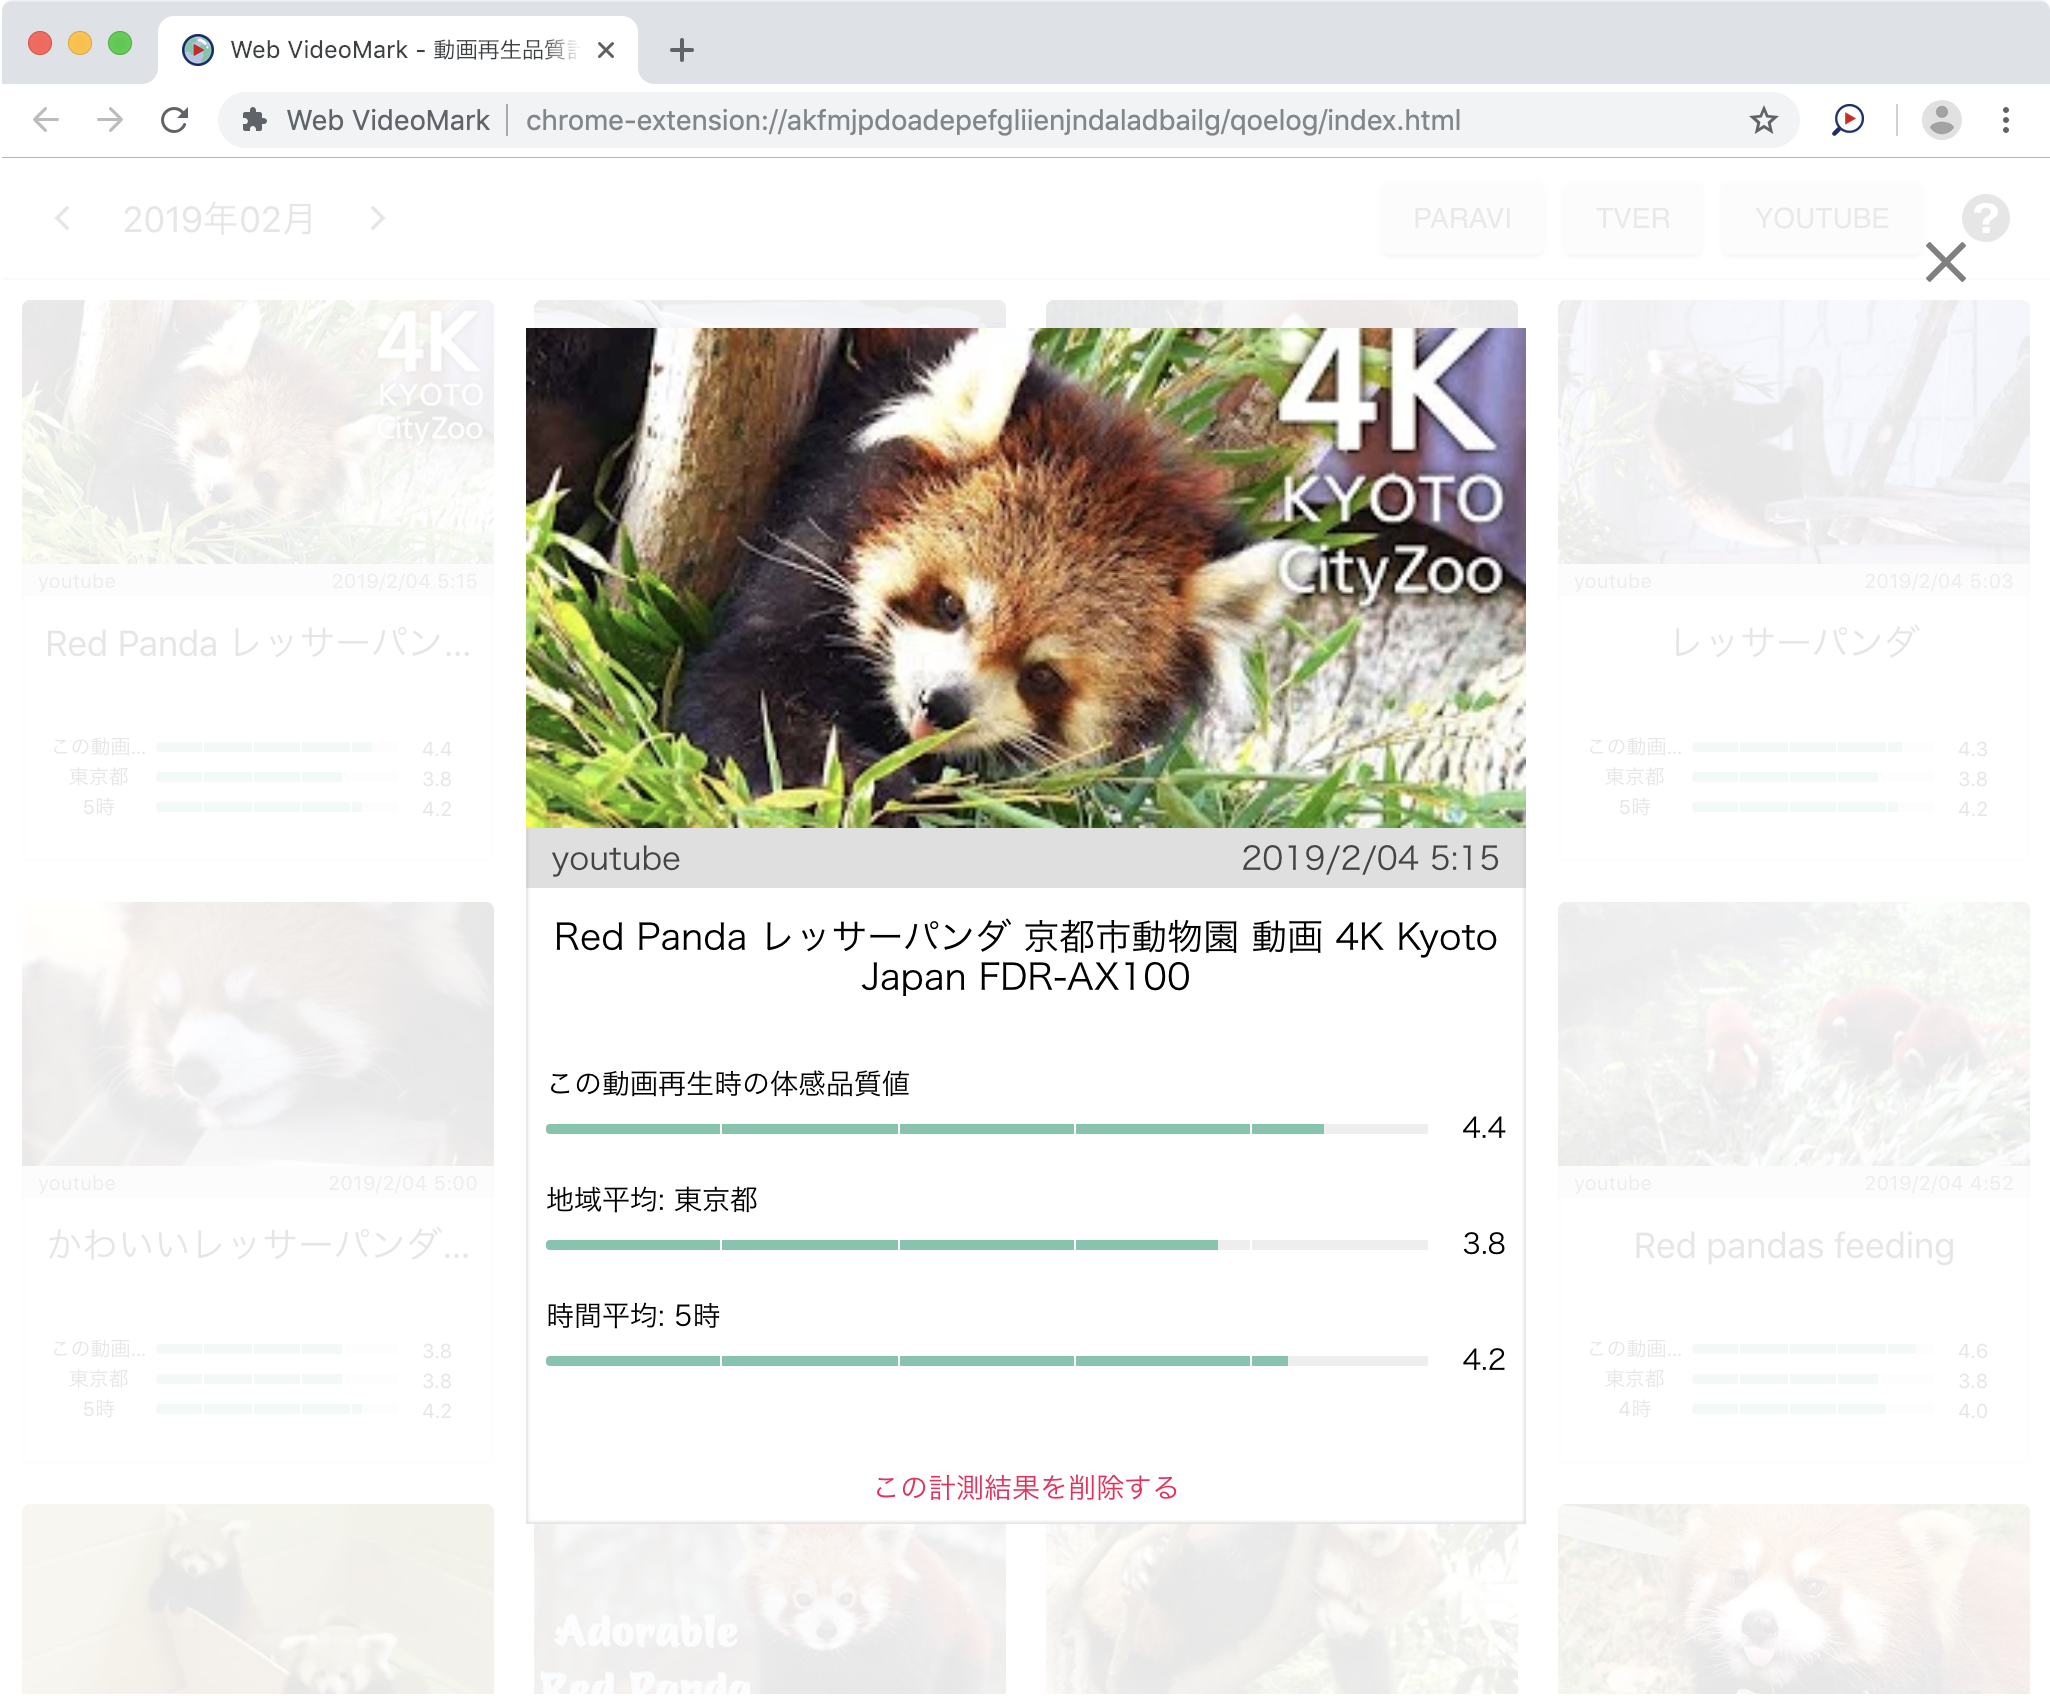 Web VideoMark - 動画再生品質
Web VideoMark chrome-extension://akfmjpdoadepefgliienjndaladbailg/qoelog/index.html
2019年02月 PARAVI TVER YOUTUBE ?
4K
KYOTO
CityZoo
youtube 2019/2/04 5:15
Red Panda レッサーパン...
この動画... 4.4
東京都 3.8
5時 4.2
4K
KYOTO
CityZoo
youtube 2019/2/04 5:15
Red Panda レッサーパンダ 京都市動物園 動画 4K Kyoto
Japan FDR-AX100
この動画再生時の体感品質値
4.4
地域平均: 東京都
3.8
時間平均: 5時
4.2
この計測結果を削除する
youtube 2019/2/04 5:03
レッサーパンダ
この動画... 4.3
東京都 3.8
5時 4.2
youtube 2019/2/04 5:00
かわいいレッサーパンダ...
この動画... 3.8
東京都 3.8
5時 4.2
youtube 2019/2/04 4:52
Red pandas feeding
この動画... 4.6
東京都 3.8
4時 4.0
Adorable
Red Panda